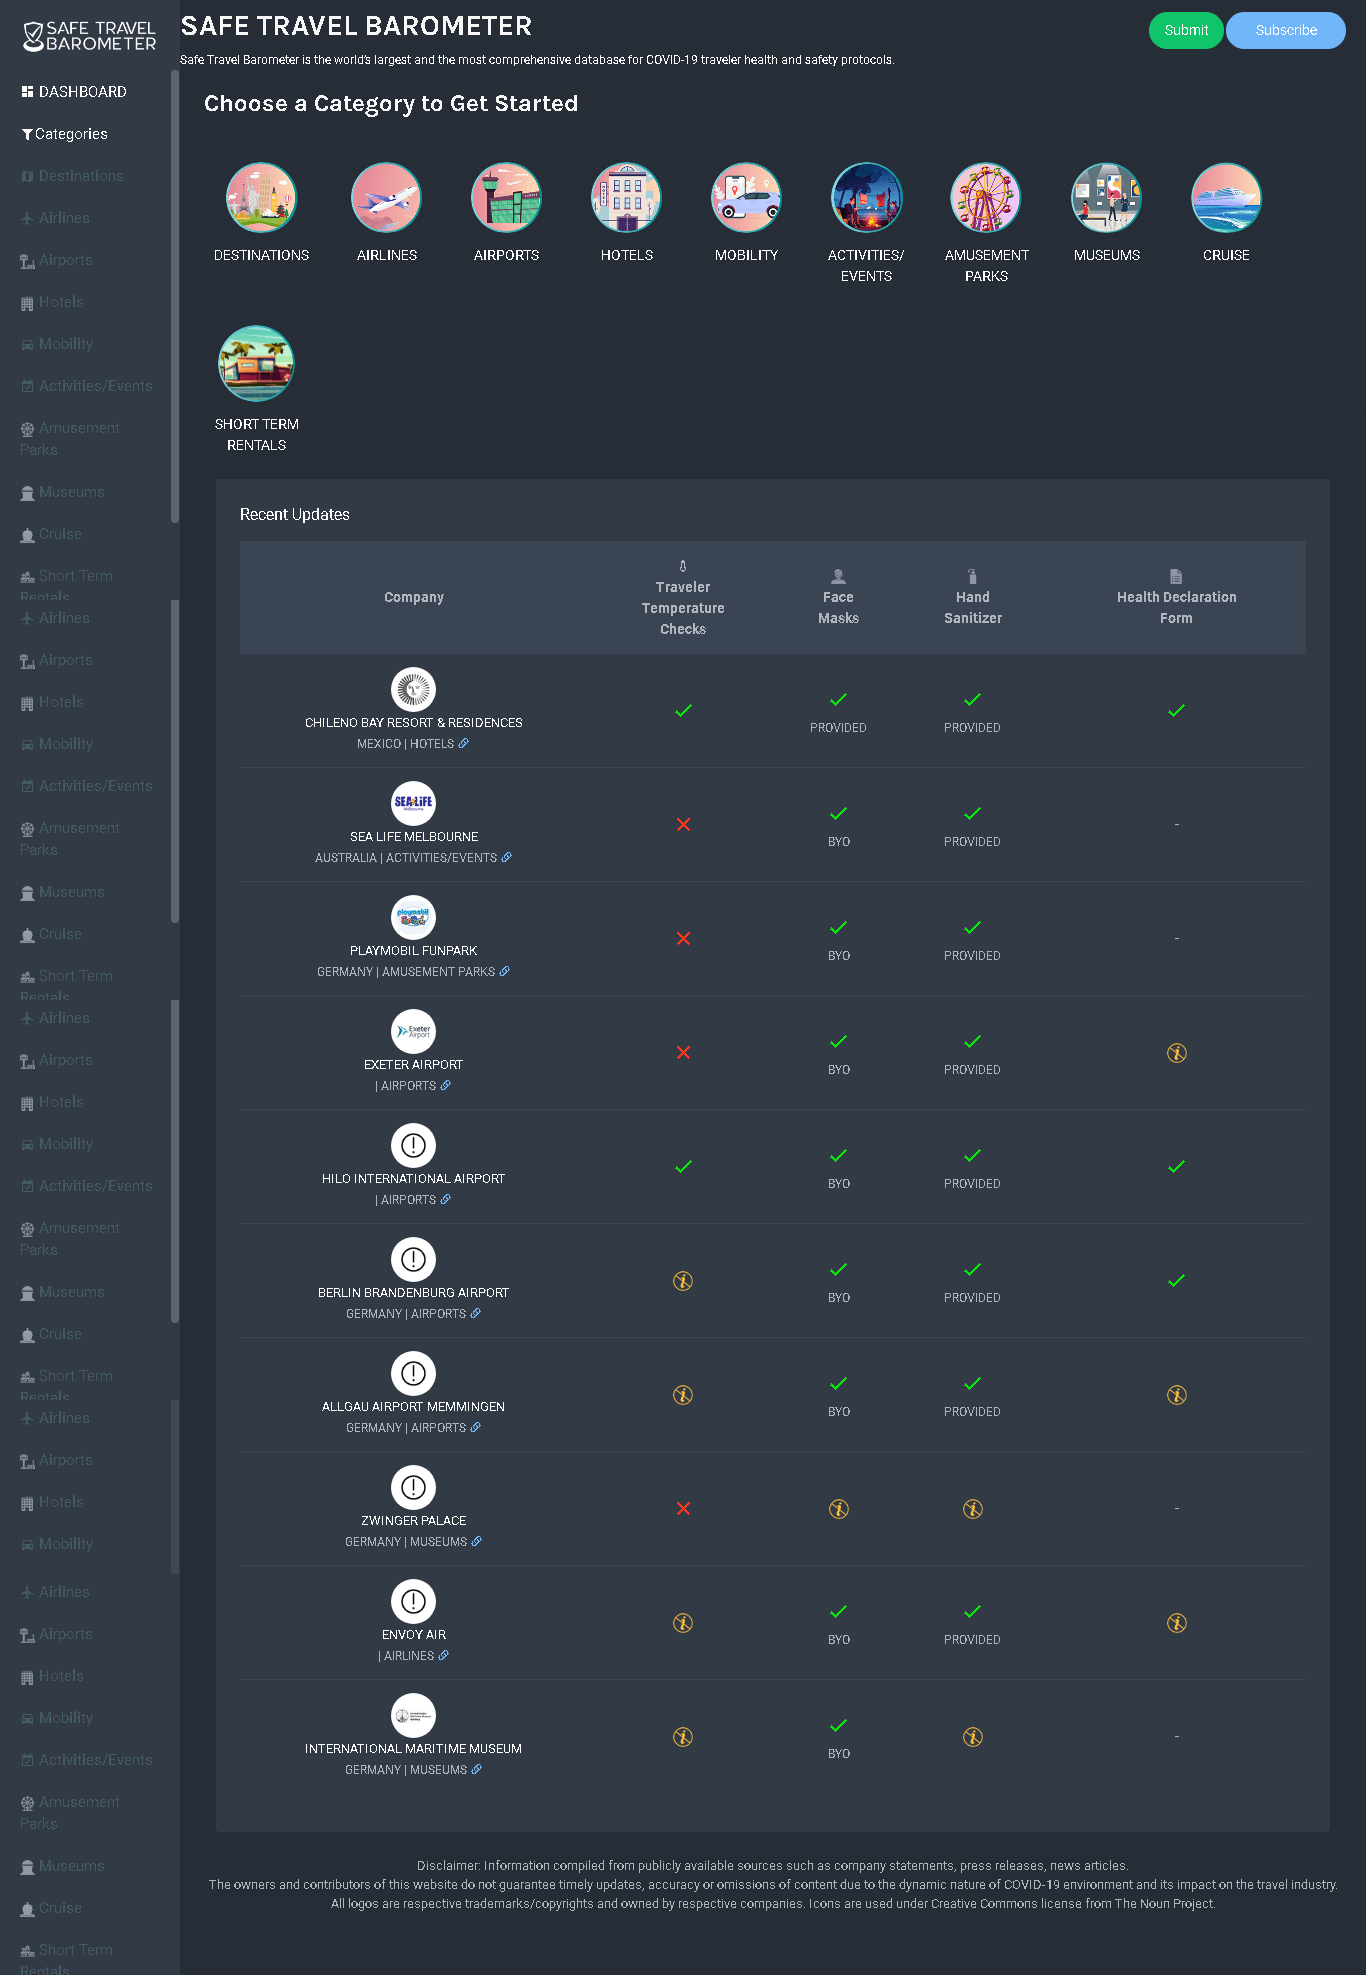 SAFE TRAVEL
BAROMETER
DASHBOARD
Categories
Destinations
Airlines
Airports
Hotels
Mobility
Activities/Events
Amusement
Parks
Museums
Cruise
Short Term
Rentals
Airlines
Airports
Hotels
Mobility
Activities/Events
Amusement
Parks
Museums
Cruise
Short Term
Rentals
Airlines
Airports
Hotels
Mobility
Activities/Events
Amusement
Parks
Museums
Cruise
Short Term
Rentals
Airlines
Airports
Hotels
Mobility
Airlines
Airports
Hotels
Mobility
Activities/Events
Amusement
Parks
Museums
Cruise
Short Term
Rentals
SAFE TRAVEL BAROMETER
Submit
Subscribe
Safe Travel Barometer is the world's largest and the most comprehensive database for COVID-19 traveler health and safety protocols.
Choose a Category to Get Started
DESTINATIONS
AIRLINES
AIRPORTS
HOTELS
MOBILITY
ACTIVITIES/
EVENTS
AMUSEMENT
PARKS
MUSEUMS
CRUISE
SHORT TERM
RENTALS
Recent Updates
Company
Traveler
Temperature
Checks
Face
Masks
Hand
Sanitizer
Health Declaration
Form
CHILENO BAY RESORT & RESIDENCES
MEXICO | HOTELS
PROVIDED
PROVIDED
SEA LIFE
Melbourne
SEA LIFE MELBOURNE
AUSTRALIA | ACTIVITIES/EVENTS
BYO
PROVIDED
-
playmobil
PLAYMOBIL FUNPARK
GERMANY | AMUSEMENT PARKS
BYO
PROVIDED
-
Exeter
Airport
EXETER AIRPORT
| AIRPORTS
BYO
PROVIDED
HILO INTERNATIONAL AIRPORT
| AIRPORTS
BYO
PROVIDED
BERLIN BRANDENBURG AIRPORT
GERMANY | AIRPORTS
BYO
PROVIDED
ALLGAU AIRPORT MEMMINGEN
GERMANY | AIRPORTS
BYO
PROVIDED
ZWINGER PALACE
GERMANY | MUSEUMS
-
ENVOY AIR
| AIRLINES
BYO
PROVIDED
INTERNATIONAL MARITIME MUSEUM
GERMANY | MUSEUMS
BYO
-
Disclaimer: Information compiled from publicly available sources such as company statements, press releases, news articles.
The owners and contributors of this website do not guarantee timely updates, accuracy or omissions of content due to the dynamic nature of COVID-19 environment and its impact on the travel industry.
All logos are respective trademarks/copyrights and owned by respective companies. Icons are used under Creative Commons license from The Noun Project.